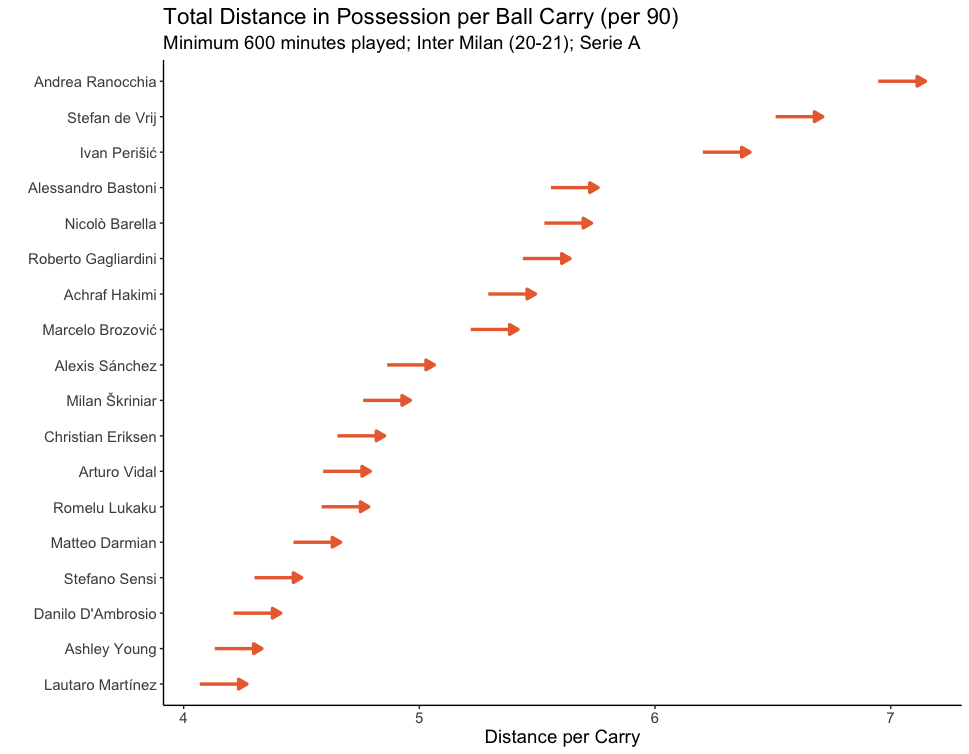 Total Distance in Possession per Ball Carry (per 90)
Minimum 600 minutes played; Inter Milan (20-21); Serie A
Andrea Ranocchia
Stefan de Vrij
Ivan Perišić
Alessandro Bastoni
Nicolò Barella
Roberto Gagliardini
Achraf Hakimi
Marcelo Brozović
Alexis Sánchez
Milan Škriniar
Christian Eriksen
Arturo Vidal
Romelu Lukaku
Matteo Darmian
Stefano Sensi
Danilo D'Ambrosio
Ashley Young
Lautaro Martínez
4 5 6 7
Distance per Carry